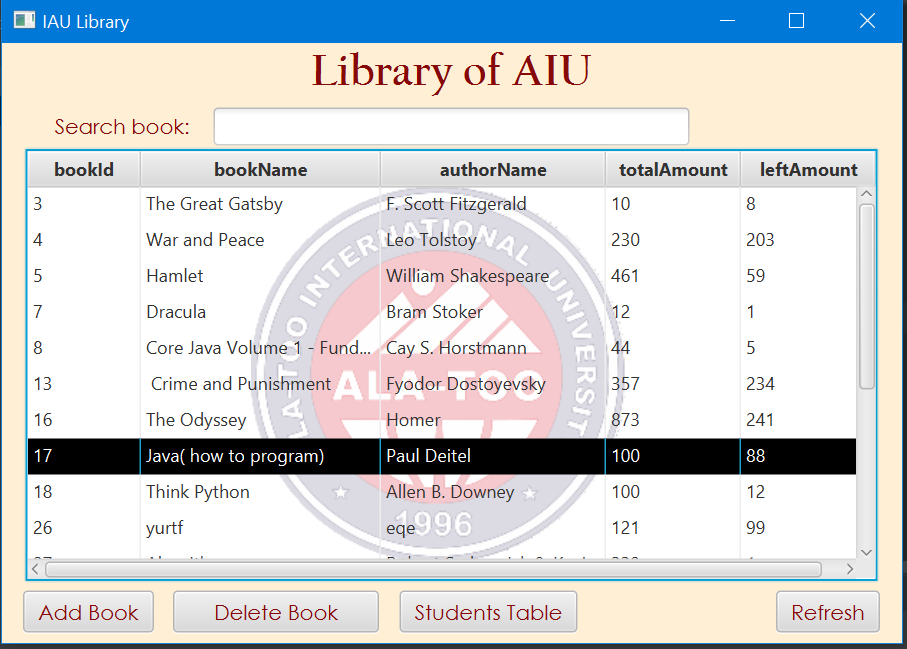 IAU Library
Library of AIU
Search book:
bookId bookName authorName totalAmount leftAmount
3 The Great Gatsby F. Scott Fitzgerald 10 8
4 War and Peace Leo Tolstoy 230 203
5 Hamlet William Shakespeare 461 59
7 Dracula Bram Stoker 12 1
8 Core Java Volume 1 - Fund... Cay S. Horstmann 44 5
13 Crime and Punishment Fyodor Dostoyevsky 357 234
16 The Odyssey Homer 873 241
17 Java( how to program) Paul Deitel 100 88
18 Think Python Allen B. Downey 100 12
26 yurtf eqe 121 99
ALA-TOO INTERNATIONAL UNIVERSITY
ALA-TOO
1996
Add Book Delete Book Students Table Refresh